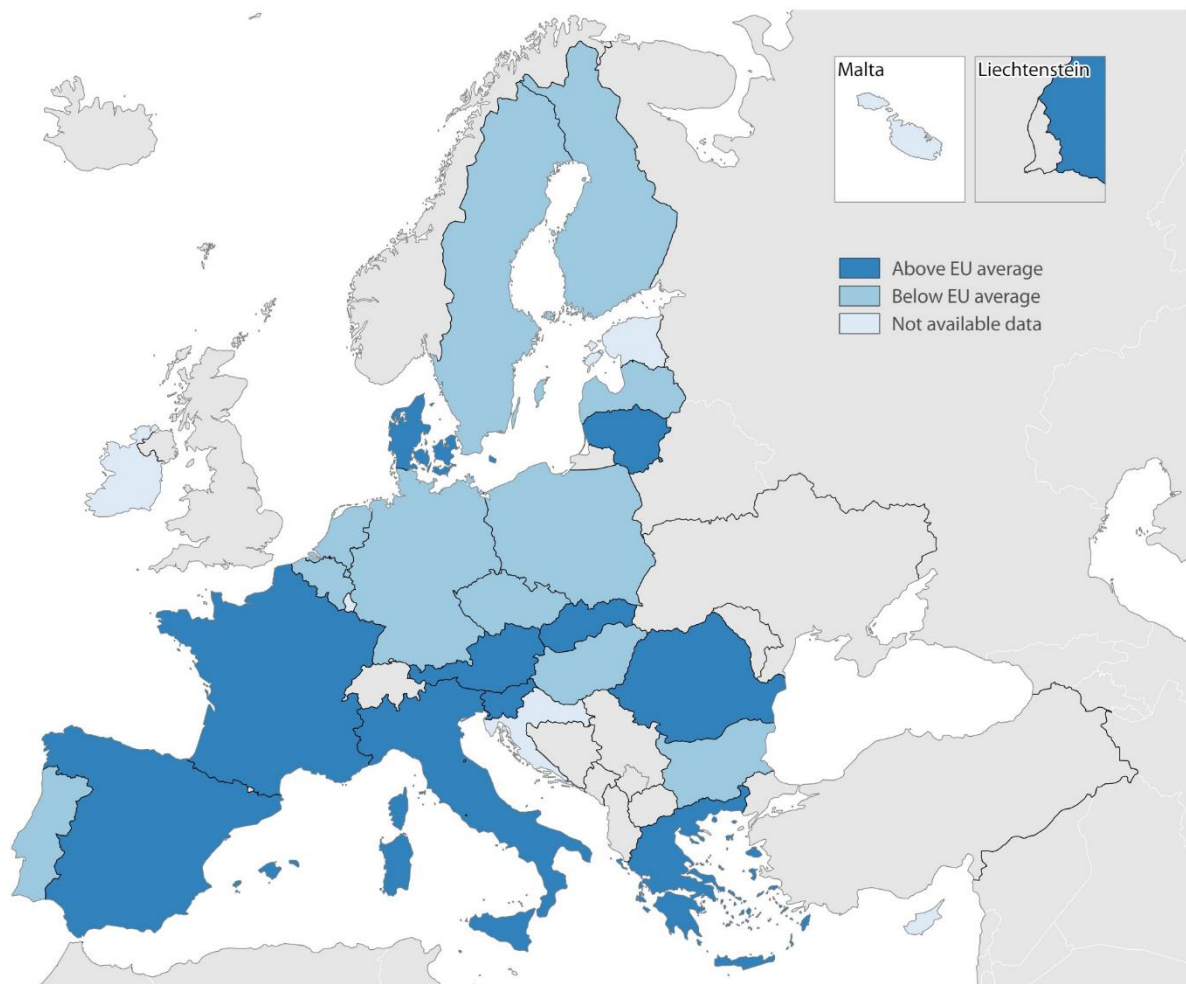 Malta
Liechtenstein
Above EU average
Below EU average
Not available data